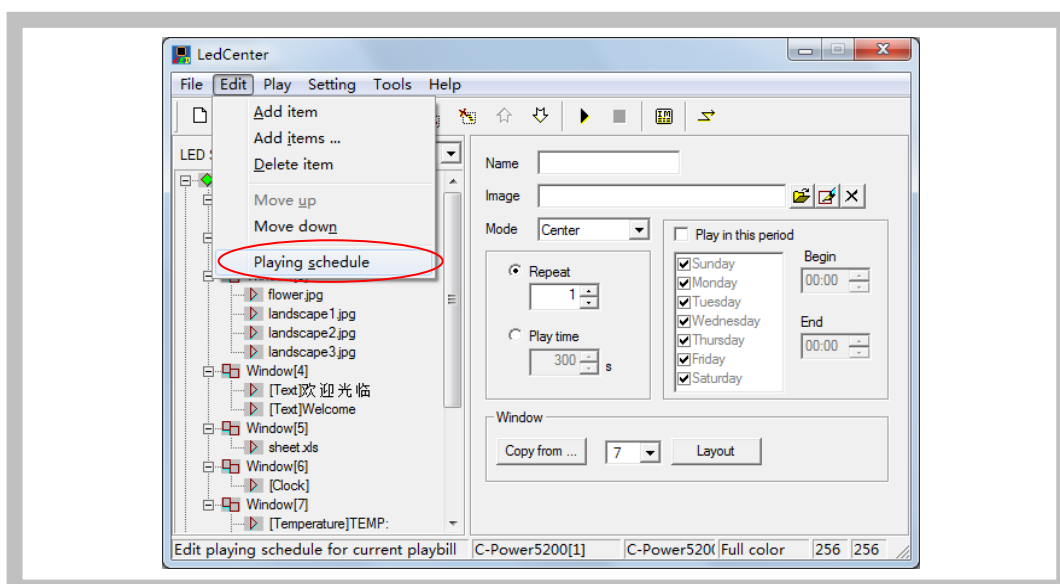 LedCenter
File Edit Play Setting Tools Help
Add item
Add items ...
Delete item
Move up
Move down
Playing schedule
LED
flower.jpg
landscape1.jpg
landscape2.jpg
landscape3.jpg
Window[4]
[Text]欢迎光临
[Text]Welcome
Window[5]
sheet.xls
Window[6]
[Clock]
Window[7]
[Temperature]TEMP:
Name
Image
Mode Center
Repeat
1
Play time
300 s
Play in this period
Sunday
Monday
Tuesday
Wednesday
Thursday
Friday
Saturday
Begin
00:00
End
00:00
Window
Copy from ... 7 Layout
Edit playing schedule for current playbill C-Power5200[1] C-Power520( Full color 256 256